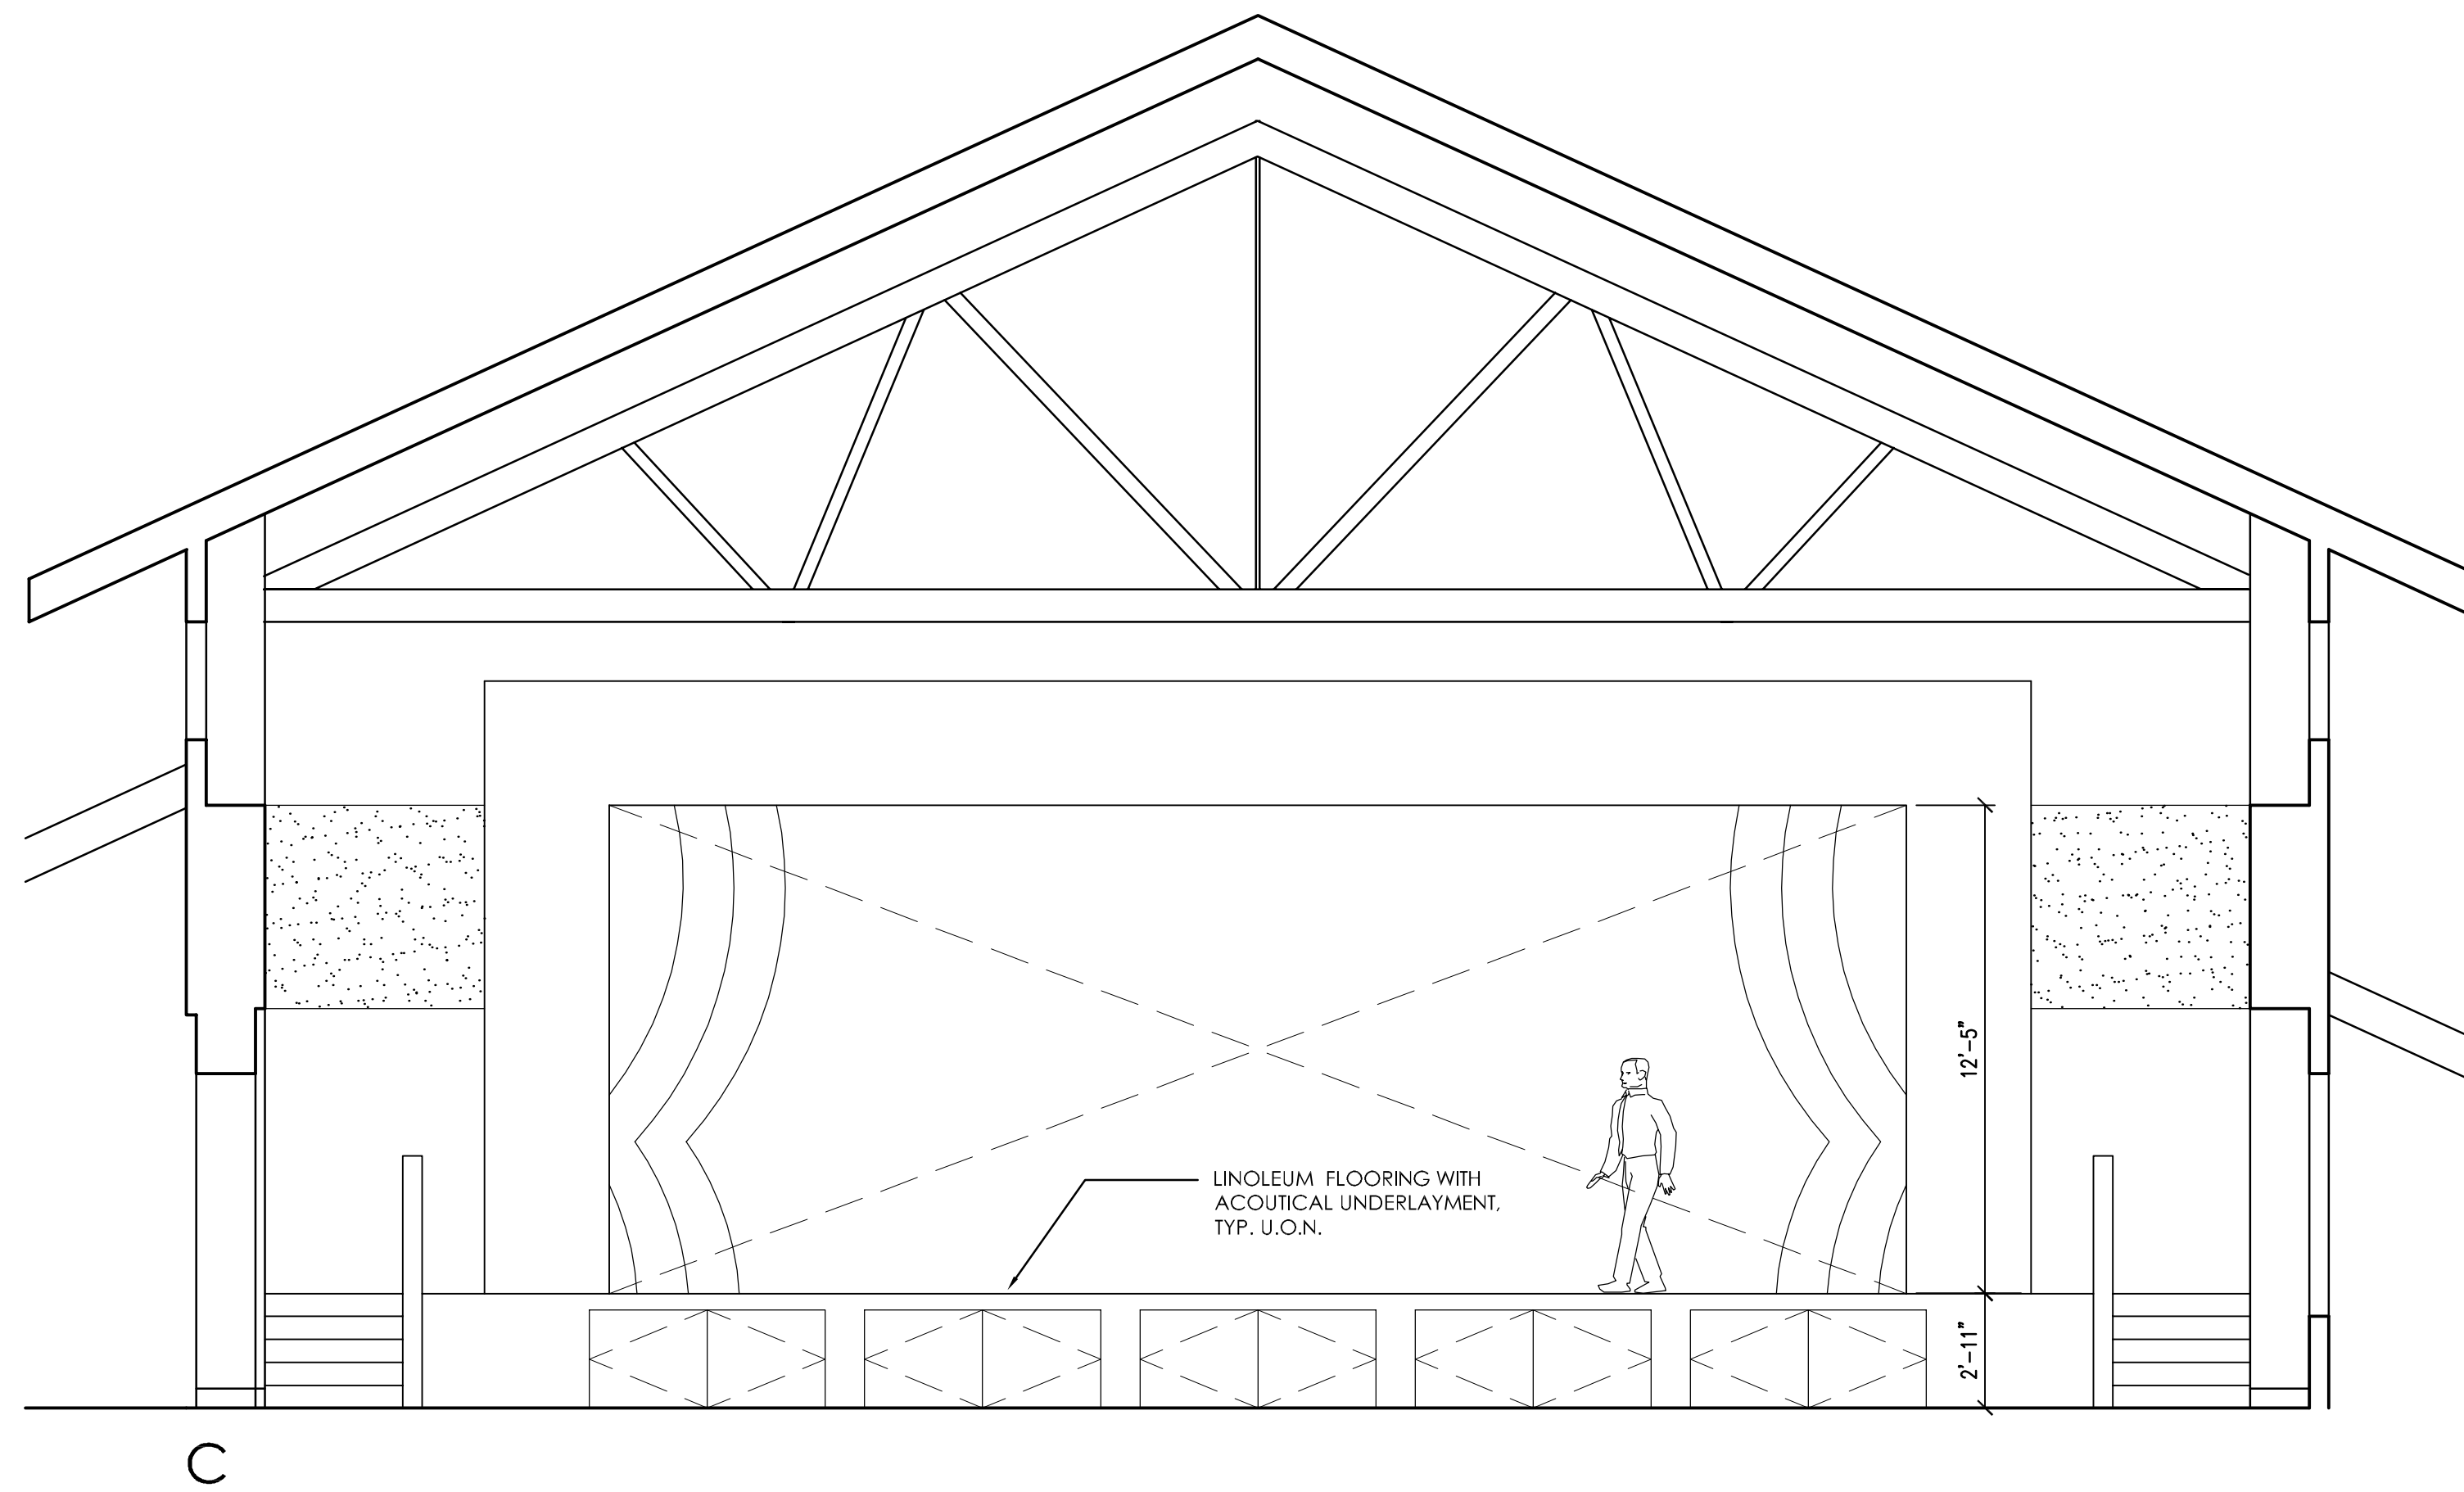 12'-5"
LINOLEUM FLOORING WITH
ACOUTICAL UNDERLAYMENT,
TYP. U.O.N.
2'-11"
C